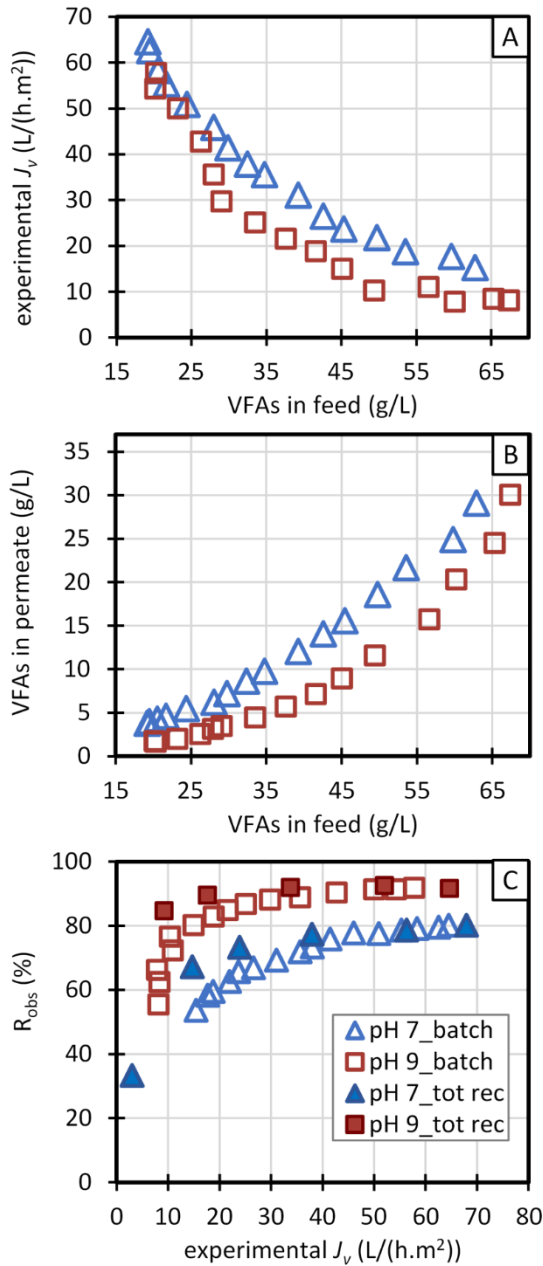 A
70
60
50
40
30
20
10
0
experimental Jv (L/(h.m²))
15 25 35 45 55 65
VFAs in feed (g/L)
B
35
30
25
20
15
10
5
0
VFAs in permeate (g/L)
15 25 35 45 55 65
VFAs in feed (g/L)
C
100
80
60
40
20
0
Robs (%)
pH 7_batch
pH 9_batch
pH 7_tot rec
pH 9_tot rec
0 10 20 30 40 50 60 70 80
experimental Jv (L/(h.m²))